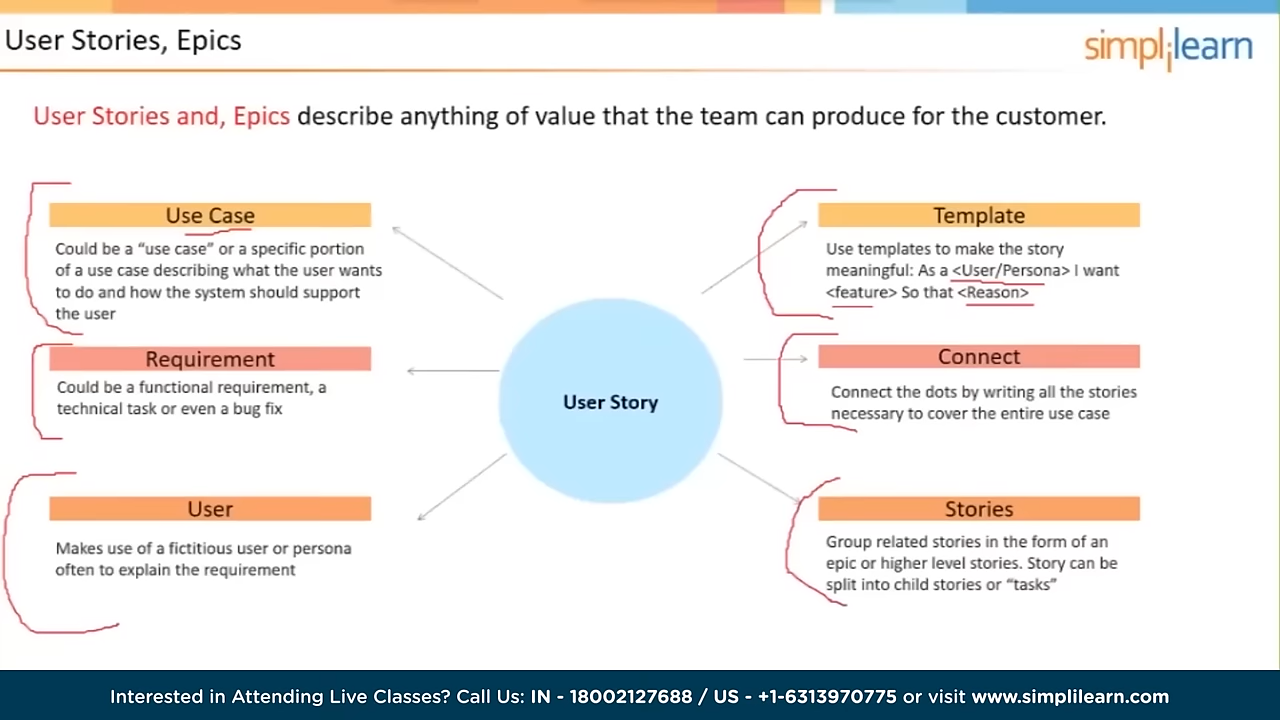 User Stories, Epics
simplilearn
User Stories and, Epics describe anything of value that the team can produce for the customer.
Use Case
Could be a “use case” or a specific portion
of a use case describing what the user wants
to do and how the system should support
the user
Requirement
Could be a functional requirement, a
technical task or even a bug fix
User
Makes use of a fictitious user or persona
often to explain the requirement
User Story
Template
Use templates to make the story
meaningful: As a <User/Persona> I want
<feature> So that <Reason>
Connect
Connect the dots by writing all the stories
necessary to cover the entire use case
Stories
Group related stories in the form of an
epic or higher level stories. Story can be
split into child stories or “tasks”
Interested in Attending Live Classes? Call Us: IN - 18002127688 / US - +1-6313970775 or visit www.simplilearn.com